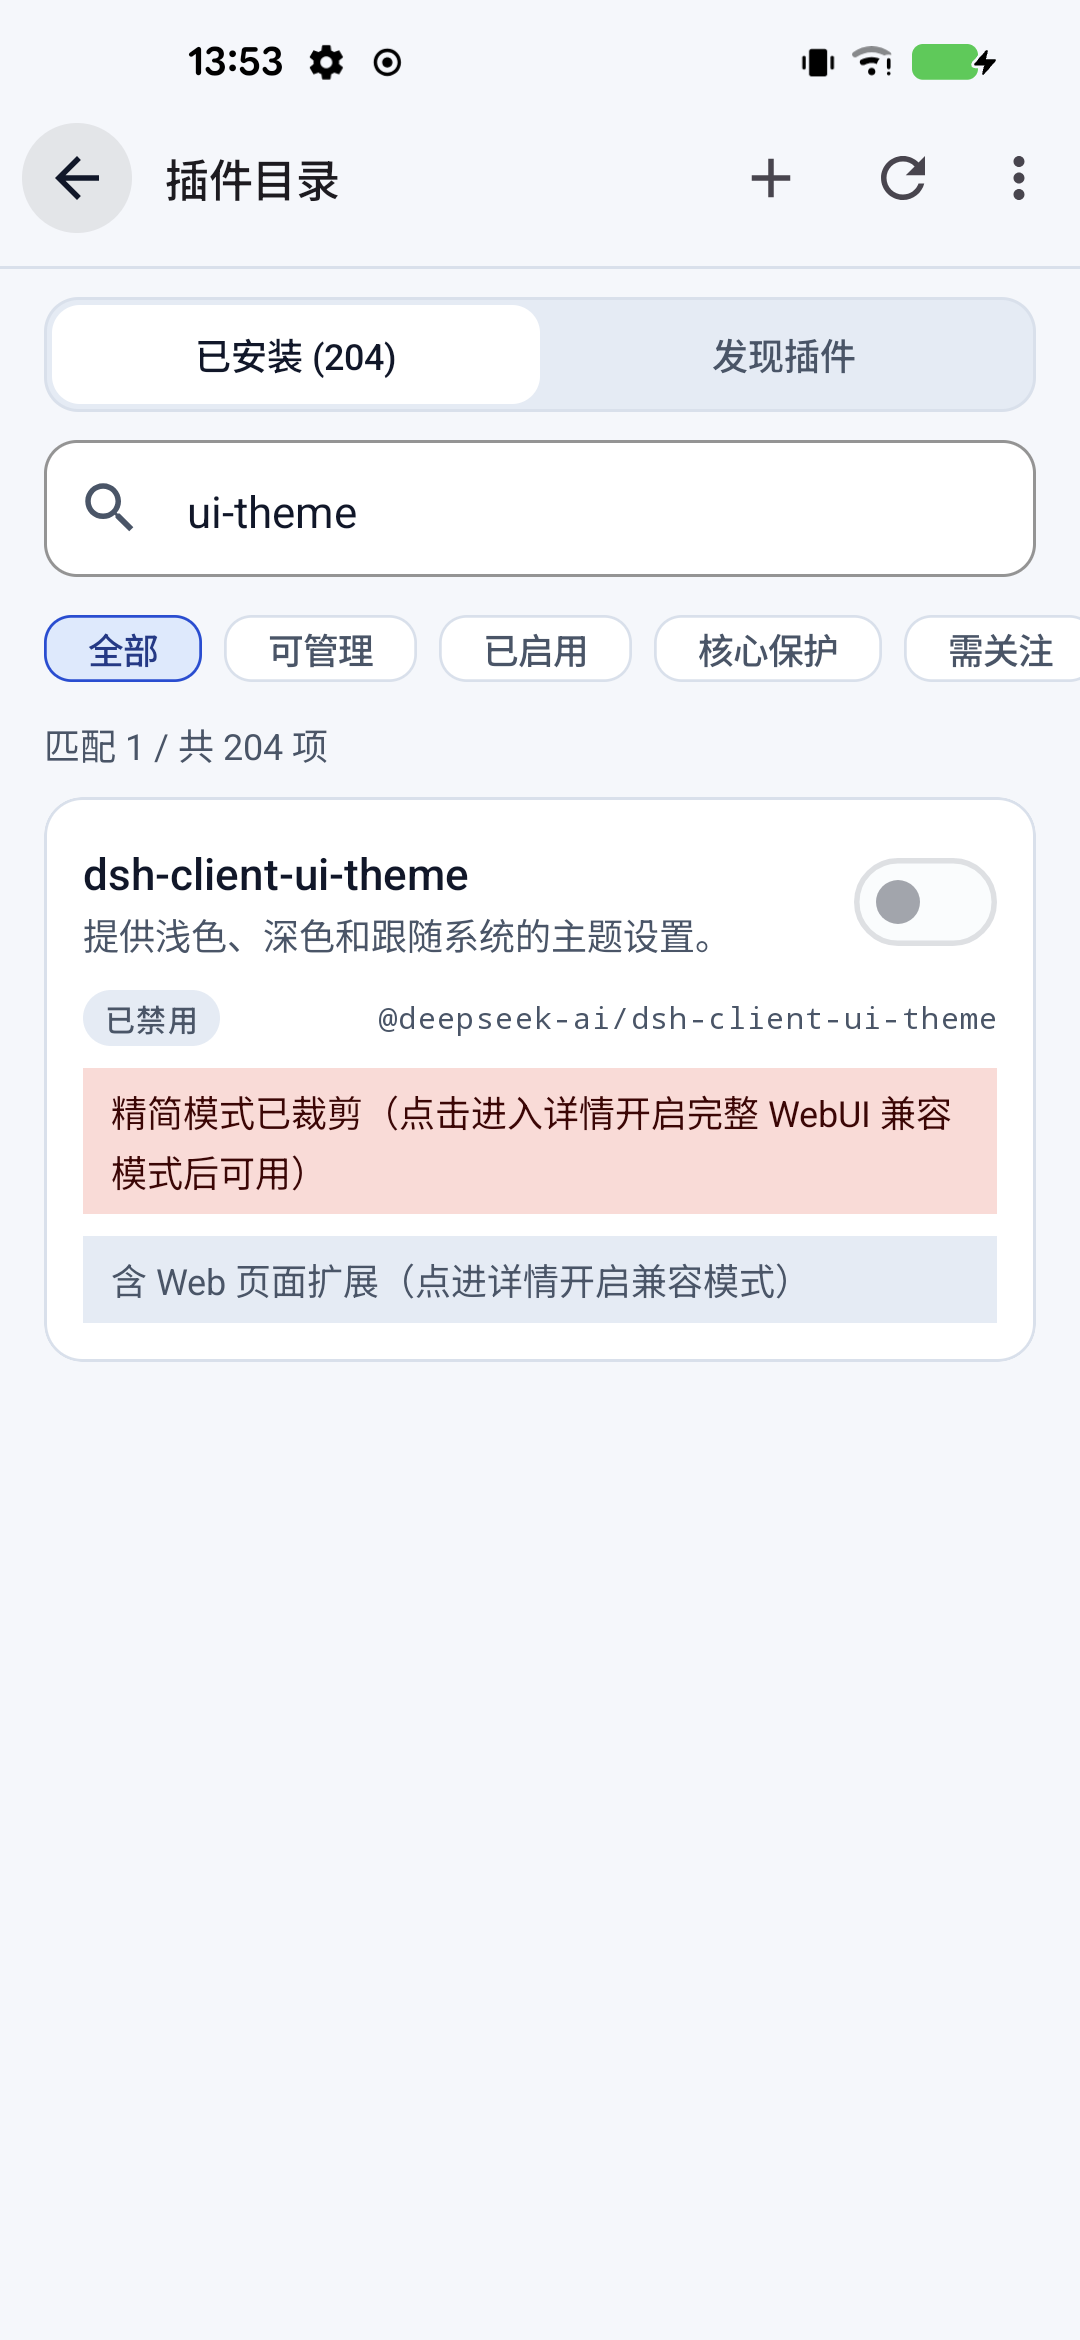 13:53
插件目录
已安装 (204)
发现插件
ui-theme
全部
可管理
已启用
核心保护
需关注
匹配 1 / 共 204 项
dsh-client-ui-theme
提供浅色、深色和跟随系统的主题设置。
已禁用
@deepseek-ai/dsh-client-ui-theme
精简模式已裁剪（点击进入详情开启完整 WebUI 兼容
模式后可用）
含 Web 页面扩展（点进详情开启兼容模式）